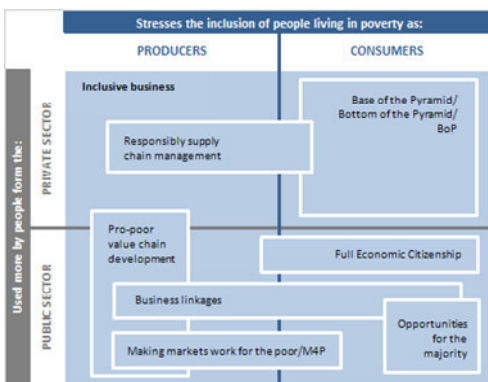 Stresses the inclusion of people living in poverty as:
PRODUCERS
CONSUMERS
Used more by people form the:
PRIVATE SECTOR
PUBLIC SECTOR
Inclusive business
Base of the Pyramid/
Bottom of the Pyramid/
BoP
Responsibly supply
chain management
Pro-poor
value chain
development
Full Economic Citizenship
Business linkages
Opportunities
for the
majority
Making markets work for the poor/M4P